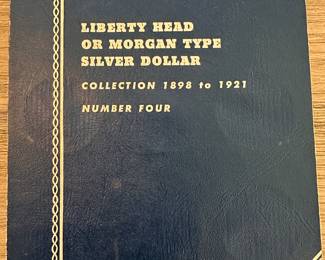 LIBERTY HEAD
OR MORGAN TYPE
SILVER DOLLAR
COLLECTION 1898 to 1921
NUMBER FOUR